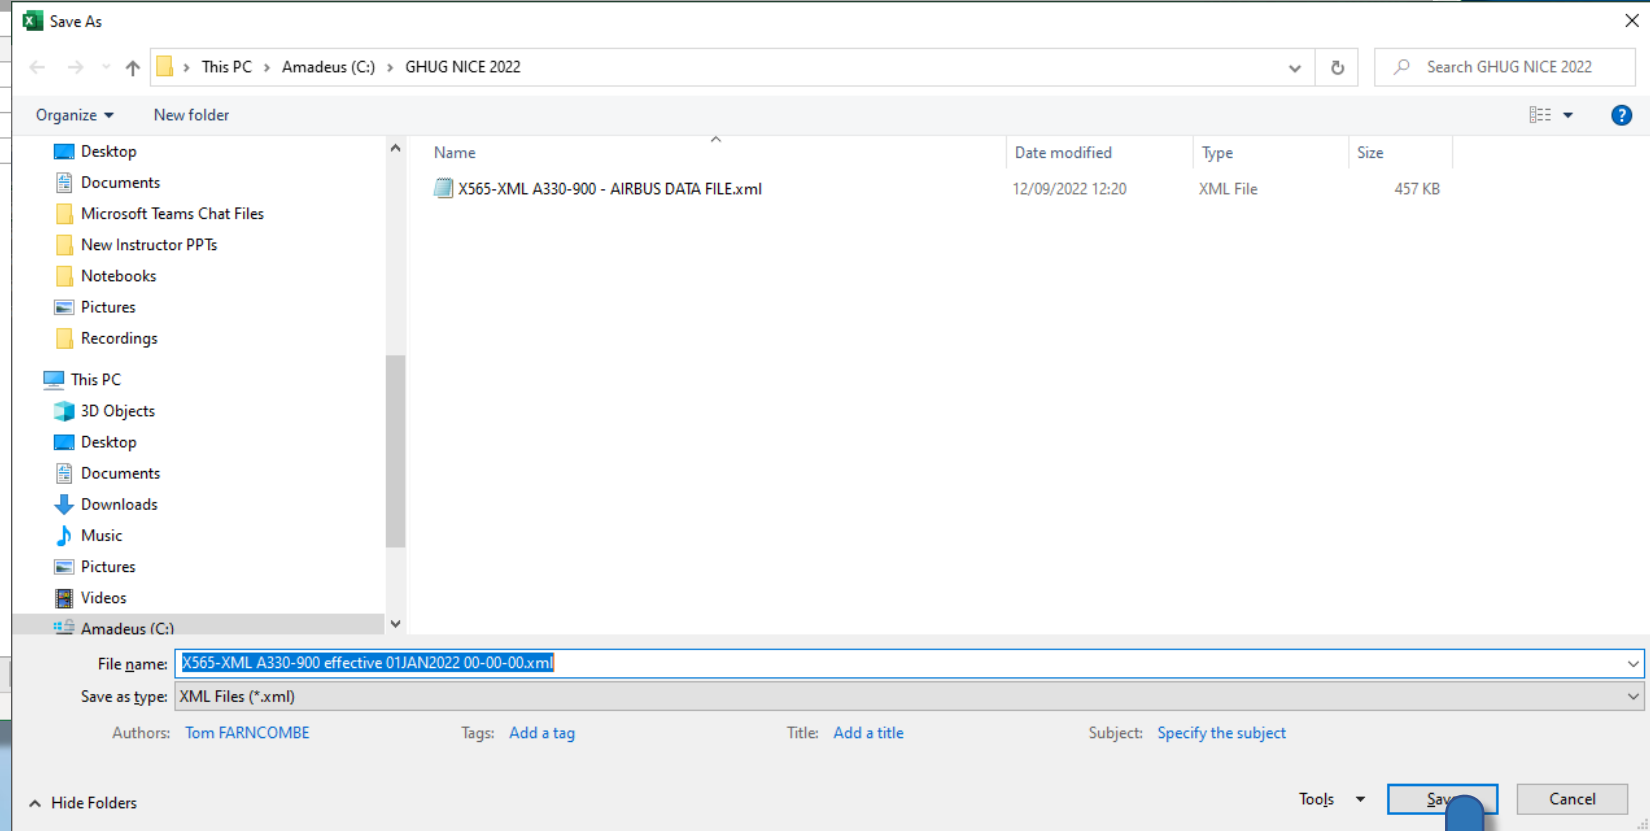 Save As
This PC > Amadeus (C:) > GHUG NICE 2022
Search GHUG NICE 2022
Organize
New folder
Desktop
Documents
Microsoft Teams Chat Files
New Instructor PPTs
Notebooks
Pictures
Recordings
This PC
3D Objects
Desktop
Documents
Downloads
Music
Pictures
Videos
Amadeus (C:)
Name Date modified Type Size
X565-XML A330-900 - AIRBUS DATA FILE.xml 12/09/2022 12:20 XML File 457 KB
File name: X565-XML A330-900 effective 01JAN2022 00-00-00.xml
Save as type: XML Files (*.xml)
Authors: Tom FARNCOMBE Tags: Add a tag Title: Add a title Subject: Specify the subject
Hide Folders
Tools Save Cancel